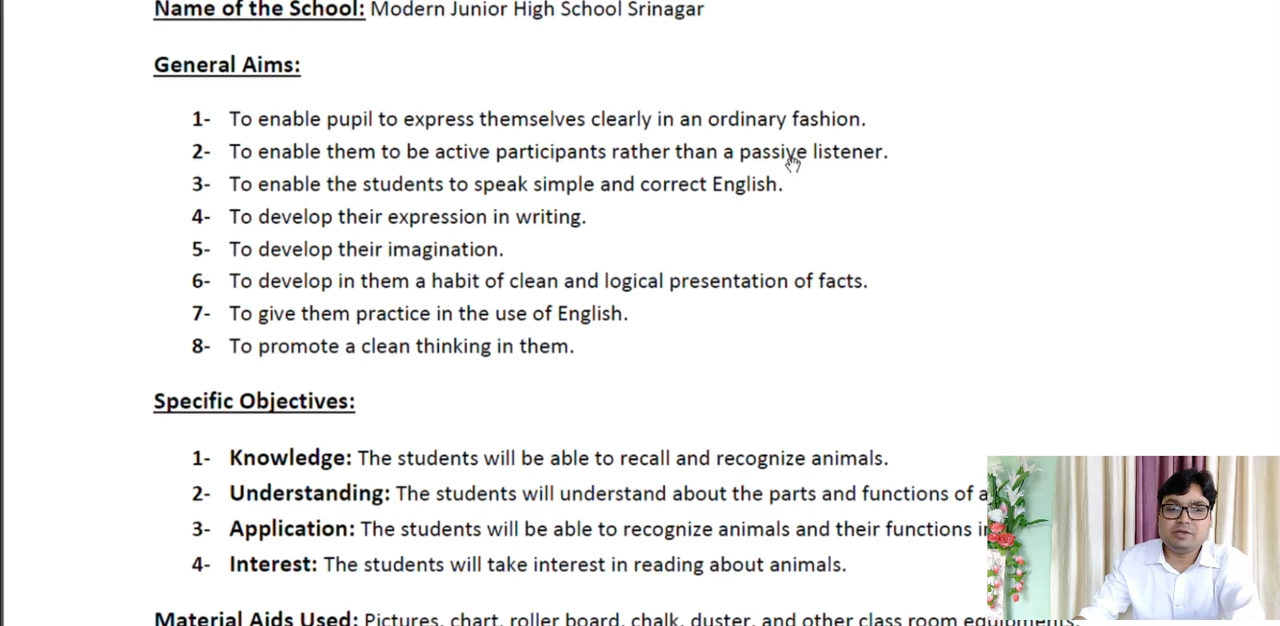 Name of the School: Modern Junior High School Srinagar
General Aims:
1- To enable pupil to express themselves clearly in an ordinary fashion.
2- To enable them to be active participants rather than a passive listener.
3- To enable the students to speak simple and correct English.
4- To develop their expression in writing.
5- To develop their imagination.
6- To develop in them a habit of clean and logical presentation of facts.
7- To give them practice in the use of English.
8- To promote a clean thinking in them.
Specific Objectives:
1- Knowledge: The students will be able to recall and recognize animals.
2- Understanding: The students will understand about the parts and functions of
3- Application: The students will be able to recognize animals and their functions
4- Interest: The students will take interest in reading about animals.
Material Aids Used: Pictures, chart, roller board, chalk, duster, and other class room equipments.